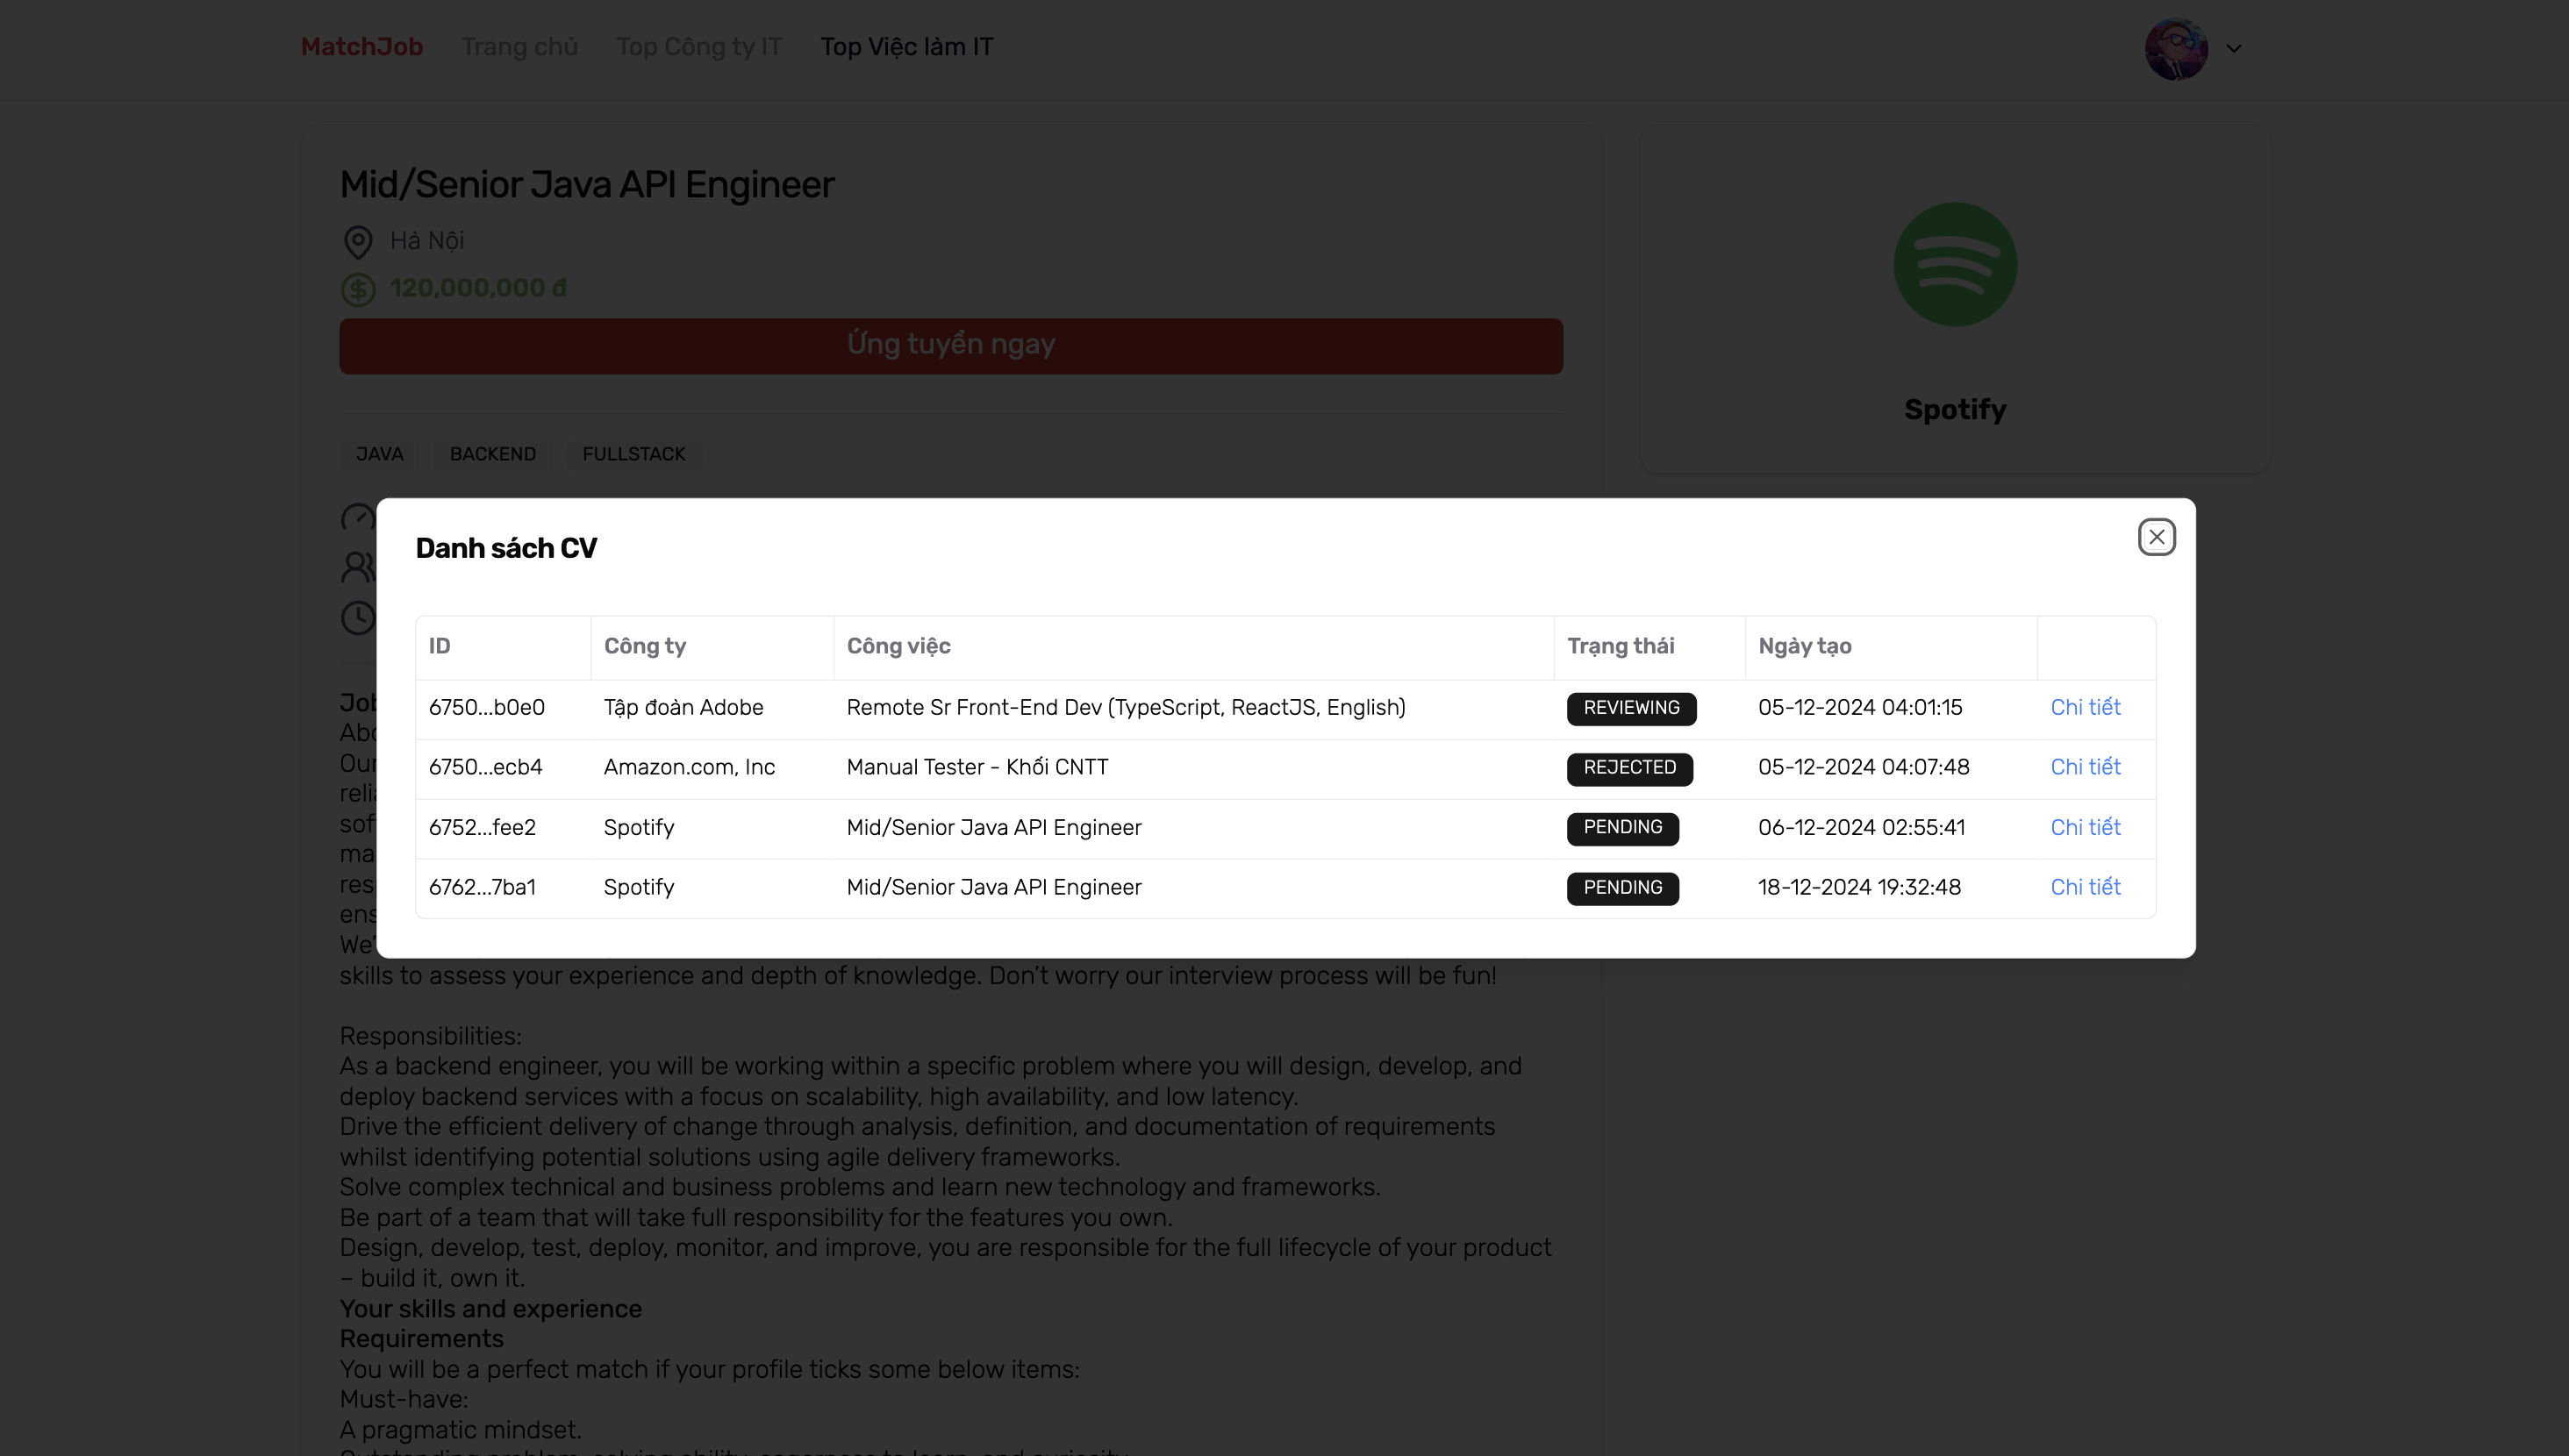 MatchJob Trang chủ Top Công ty IT Top Việc làm IT
Mid/Senior Java API Engineer
Hà Nội
120,000,000 đ
Ứng tuyển ngay
JAVA BACKEND FULLSTACK
Spotify
Danh sách CV
ID Công ty Công việc Trạng thái Ngày tạo
6750...b0e0 Tập đoàn Adobe Remote Sr Front-End Dev (TypeScript, ReactJS, English) REVIEWING 05-12-2024 04:01:15 Chi tiết
6750...ecb4 Amazon.com, Inc Manual Tester - Khối CNTT REJECTED 05-12-2024 04:07:48 Chi tiết
6752...fee2 Spotify Mid/Senior Java API Engineer PENDING 06-12-2024 02:55:41 Chi tiết
6762...7ba1 Spotify Mid/Senior Java API Engineer PENDING 18-12-2024 19:32:48 Chi tiết
skills to assess your experience and depth of knowledge. Don’t worry our interview process will be fun!
Responsibilities:
As a backend engineer, you will be working within a specific problem where you will design, develop, and
deploy backend services with a focus on scalability, high availability, and low latency.
Drive the efficient delivery of change through analysis, definition, and documentation of requirements
whilst identifying potential solutions using agile delivery frameworks.
Solve complex technical and business problems and learn new technology and frameworks.
Be part of a team that will take full responsibility for the features you own.
Design, develop, test, deploy, monitor, and improve, you are responsible for the full lifecycle of your product
– build it, own it.
Your skills and experience
Requirements
You will be a perfect match if your profile ticks some below items:
Must-have:
A pragmatic mindset.